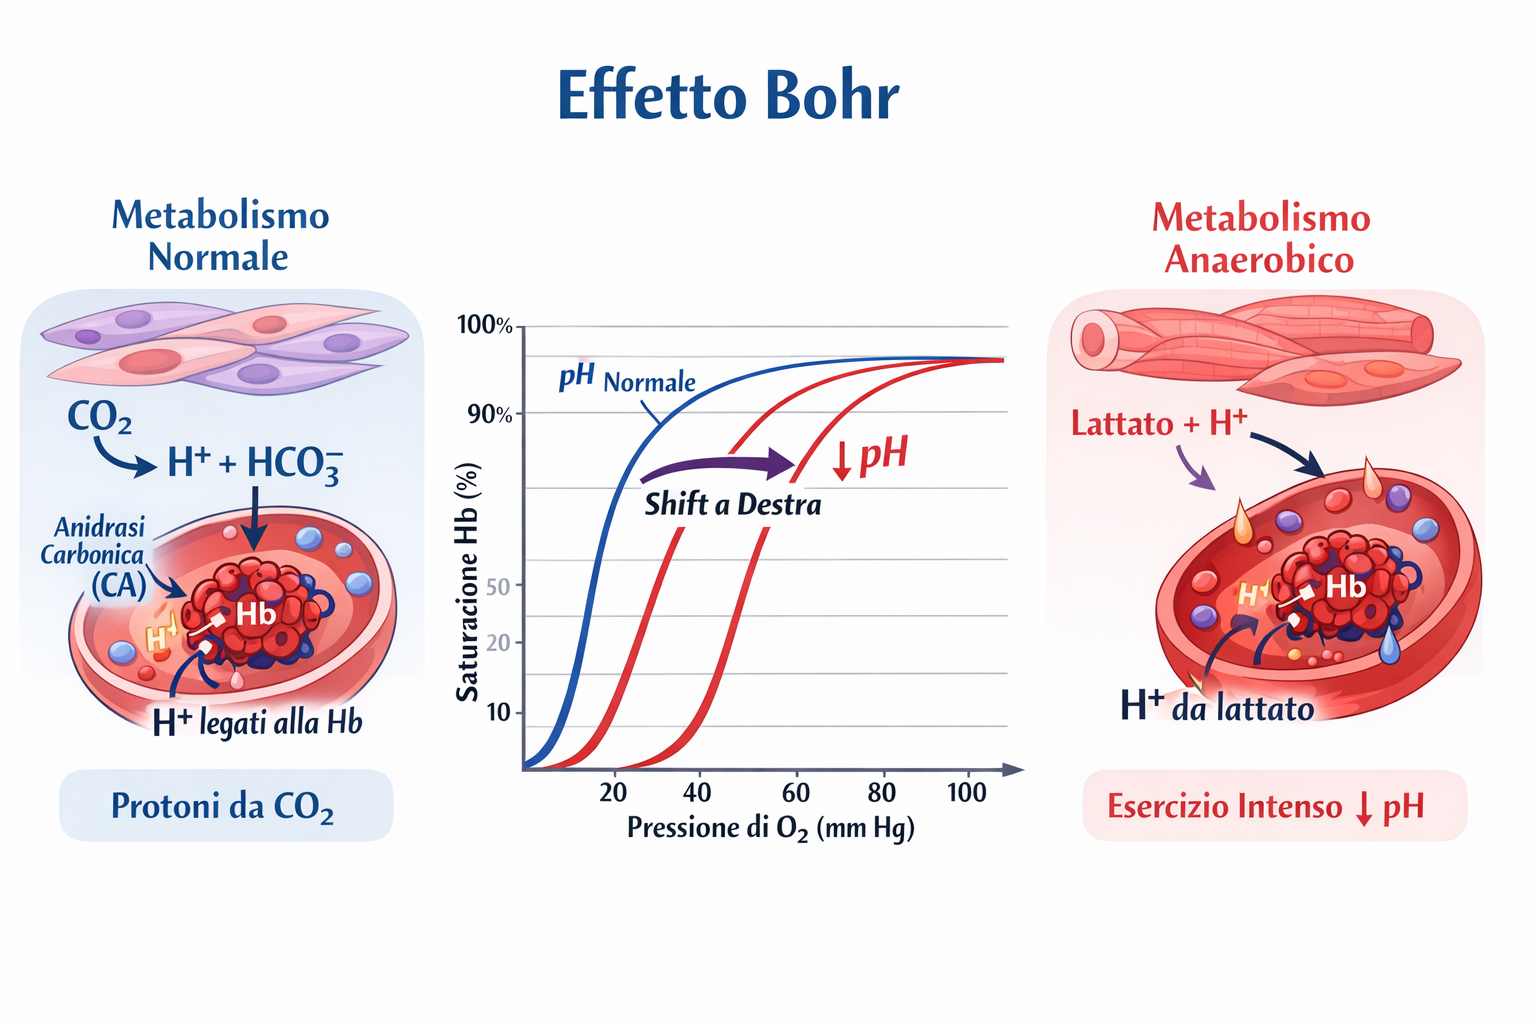 Effetto Bohr
Metabolismo
Normale
CO₂
H⁺ + HCO₃⁻
Anidrasi
Carbonica
(CA)
Hb
H⁺
H⁺ legati alla Hb
Protoni da CO₂
100%
90%
50
20
10
Saturacione Hb (%)
pH Normale
↓ pH
Shift a Destra
20 40 60 80 100
Pressione di O₂ (mm Hg)
Metabolismo
Anaerobico
Lattato + H⁺
Hb
H⁺
H⁺ da lattato
Esercizio Intenso ↓ pH